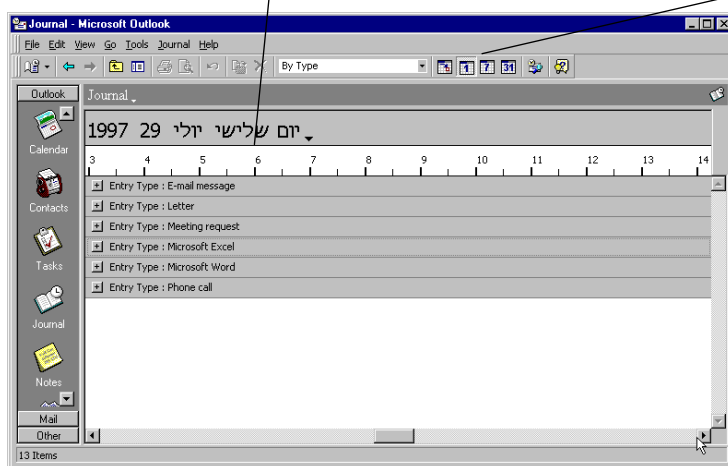 Journal - Microsoft Outlook
File Edit View Go Tools Journal Help
By Type 1 7 31
Outlook
Journal
Calendar
יום שלישי יולי 29 1997
3 4 5 6 7 8 9 10 11 12 13 14
Entry Type : E-mail message
Entry Type : Letter
Contacts
Entry Type : Meeting request
Entry Type : Microsoft Excel
Tasks
Entry Type : Microsoft Word
Entry Type : Phone call
Journal
Notes
Mail
Other
13 Items